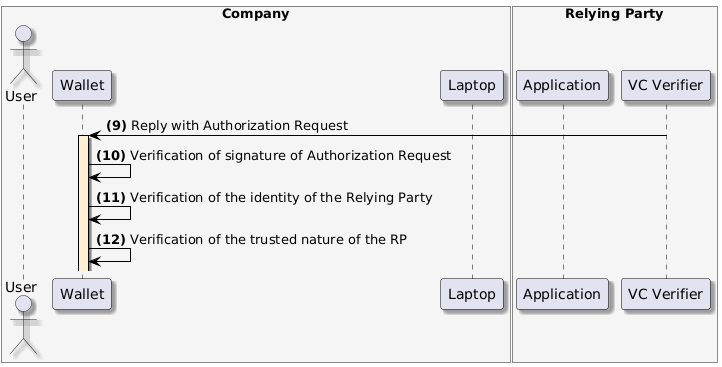 Company
Relying Party
User
Wallet
Laptop
Application
VC Verifier
(9) Reply with Authorization Request
(10) Verification of signature of Authorization Request
(11) Verification of the identity of the Relying Party
(12) Verification of the trusted nature of the RP
User
Wallet
Laptop
Application
VC Verifier